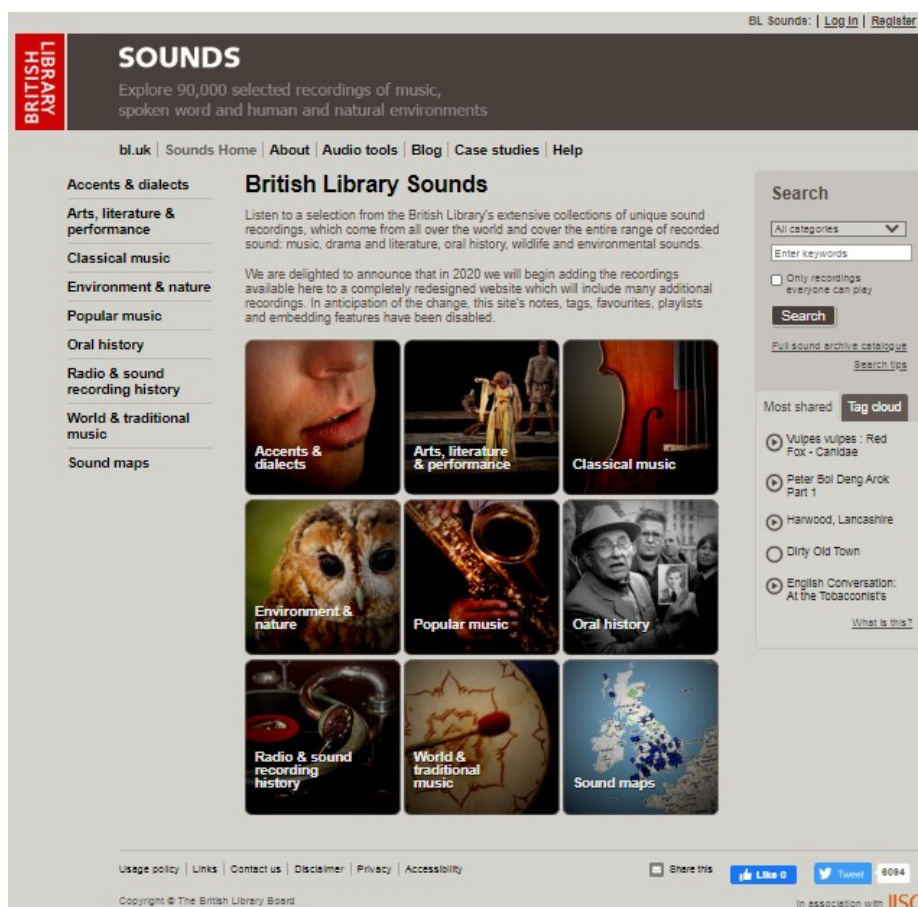 BL Sounds: | Log In | Register
BRITISH
LIBRARY
SOUNDS
Explore 90,000 selected recordings of music,
spoken word and human and natural environments
bl.uk | Sounds Home | About | Audio tools | Blog | Case studies | Help
Accents & dialects
Arts, literature &
performance
Classical music
Environment & nature
Popular music
Oral history
Radio & sound
recording history
World & traditional
music
Sound maps
British Library Sounds
Listen to a selection from the British Library's extensive collections of unique sound
recordings, which come from all over the world and cover the entire range of recorded
sound: music, drama and literature, oral history, wildlife and environmental sounds.
We are delighted to announce that in 2020 we will begin adding the recordings
available here to a completely redesigned website which will include many additional
recordings. In anticipation of the change, this site's notes, tags, favourites, playlists
and embedding features have been disabled.
Accents &
dialects
Arts, literature
& performance
Classical music
Environment &
nature
Popular music
Oral history
Radio & sound
recording
history
World &
traditional
music
Sound maps
Search
All categories
Enter keywords
Only recordings
everyone can play
Search
Full sound archive catalogue
Search tips
Most shared
Tag cloud
Vulpes vulpes : Red
Fox - Canidae
Peter Bol Deng Arok
Part 1
Harwood, Lancashire
Dirty Old Town
English Conversation:
At the Tobacconist's
What is this?
Usage policy | Links | Contact us | Disclaimer | Privacy | Accessibility
Share this
Like 0
Tweet
6094
Copyright © The British Library Board
In association with JISC